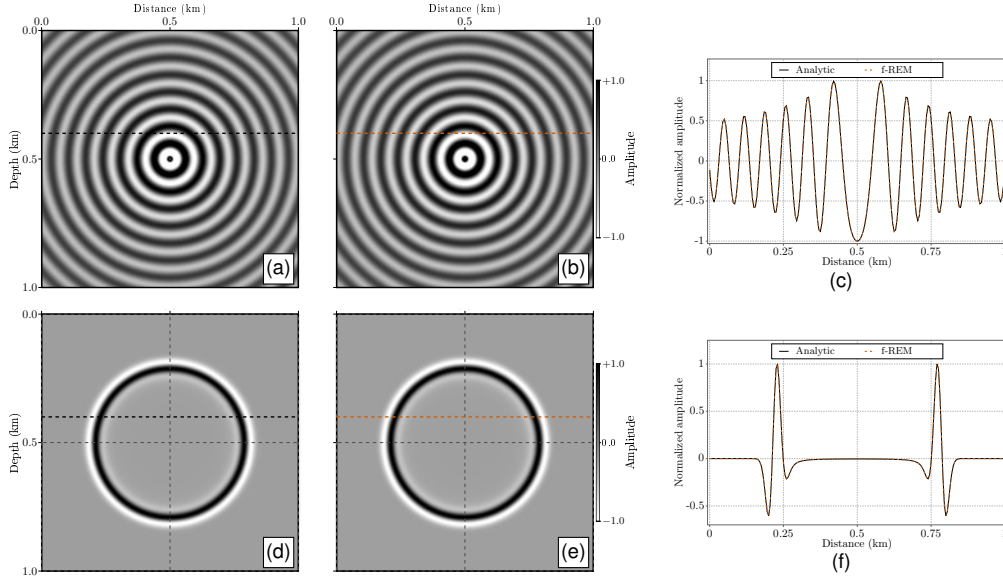 Distance (km)
0.0 0.5 1.0
Depth (km)
0.0
0.5
1.0
(a)
Distance (km)
0.0 0.5 1.0
(b)
+1.0
0.0
−1.0
Amplitude
Analytic f-REM
Normalized amplitude
1
0.5
0
-0.5
-1
0 0.25 0.5 0.75
Distance (km)
(c)
Depth (km)
0.0
0.5
1.0
(d)
(e)
+1.0
0.0
−1.0
Amplitude
Analytic f-REM
Normalized amplitude
1
0.5
0
-0.5
0 0.25 0.5 0.75
Distance (km)
(f)